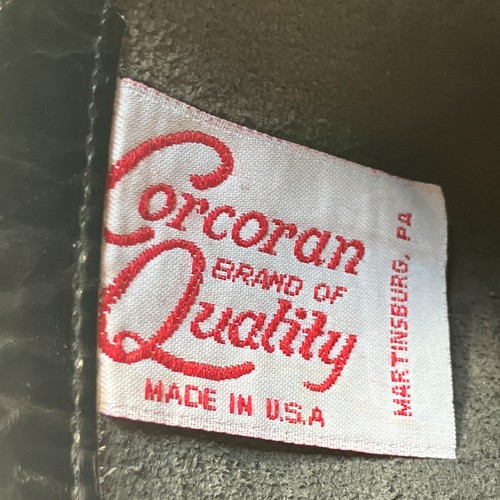 Corcoran
BRAND OF
Quality
MADE IN U.S.A
MARTINSBURG, PA